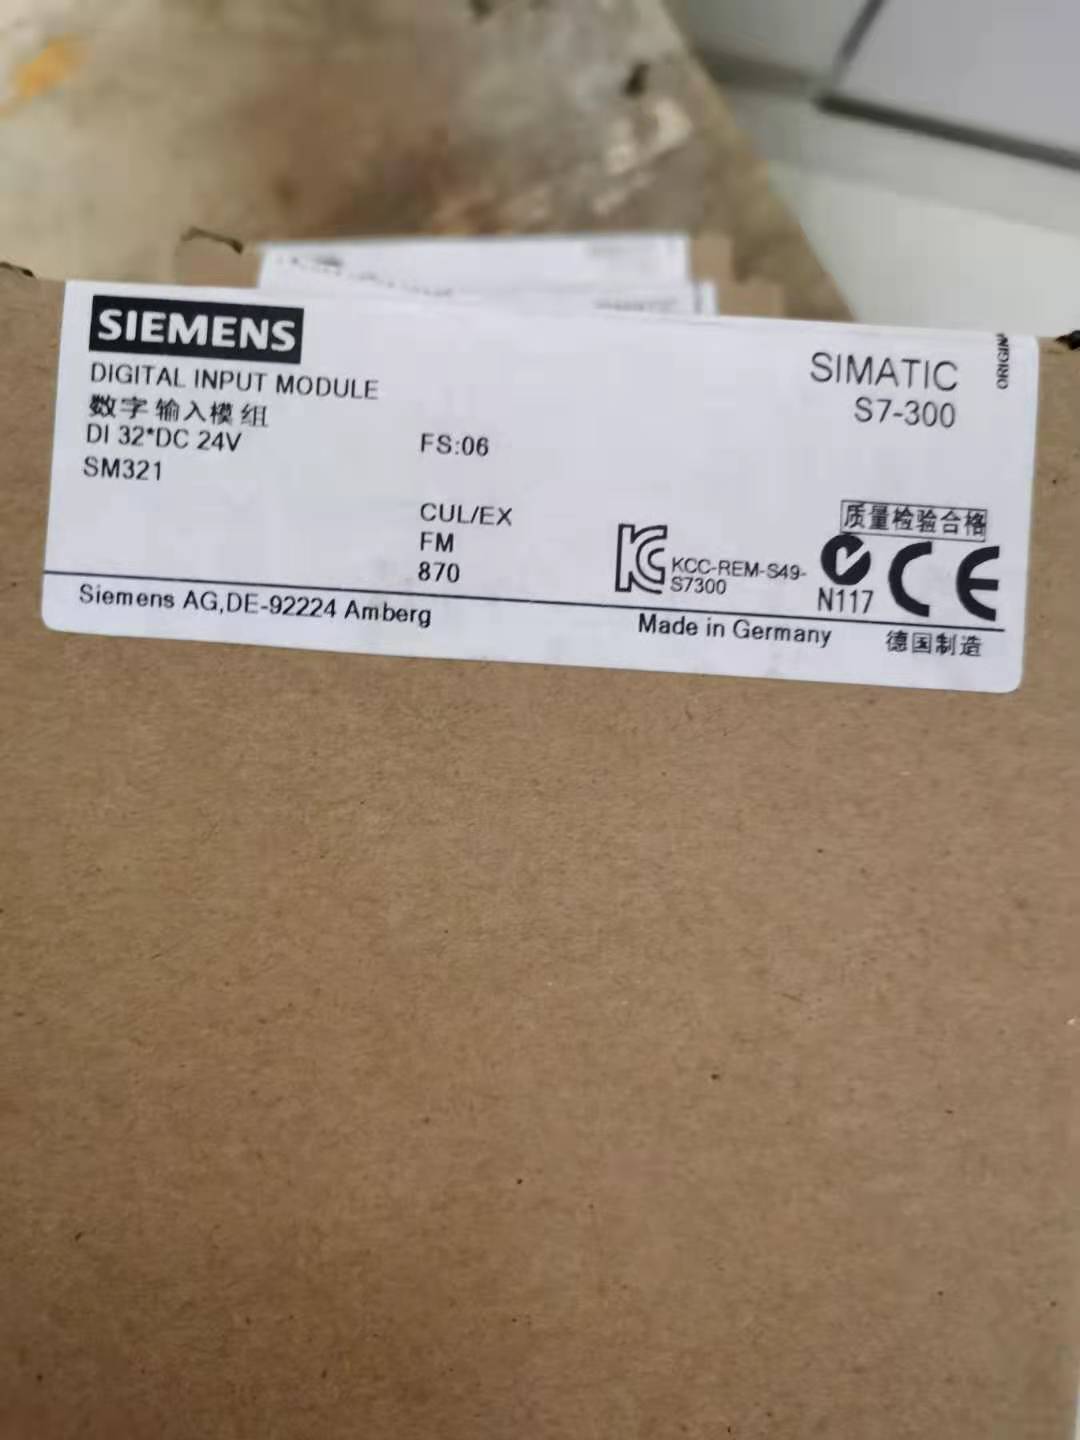 SIEMENS
DIGITAL INPUT MODULE
数字输入模组
DI 32*DC 24V
SM321
FS:06
CUL/EX
FM
870
SIMATIC
S7-300
质量检验合格
KCC-REM-S49-
S7300
N117
CE
Siemens AG,DE-92224 Amberg
Made in Germany
德国制造